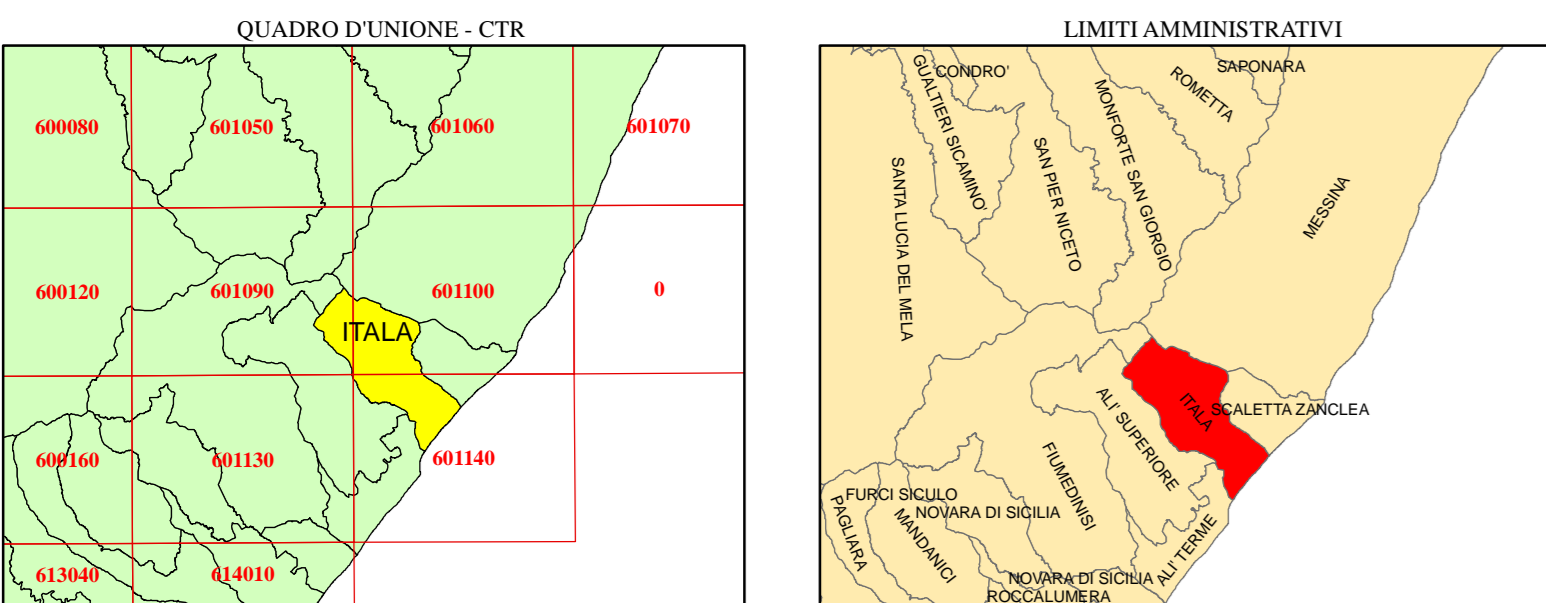 QUADRO D'UNIONE - CTR
600080
601050
601060
601070
600120
601090
601100
0
ITALA
600160
601130
601140
613040
614010
LIMITI AMMINISTRATIVI
CONDRO'
GUALTIERI SICAMINO'
SAPONARA
ROMETTA
MONFORTE SAN GIORGIO
SAN PIER NICETO
SANTA LUCIA DEL MELA
MESSINA
ITALA
SCALETTA ZANCLEA
ALI' SUPERIORE
FIUMEDINISI
FURCI SICULO
NOVARA DI SICILIA
PAGLIARA
MANDANICI
ALI' TERME
NOVARA DI SICILIA
ROCCALUMERA